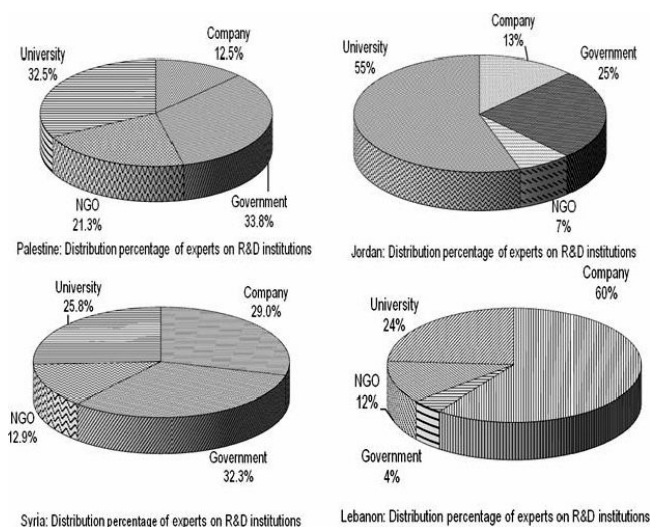 Company
12.5%
University
32.5%
NGO
21.3%
Government
33.8%
Palestine: Distribution percentage of experts on R&D institutions
Company
13%
University
55%
Government
25%
NGO
7%
Jordan: Distribution percentage of experts on R&D institutions
University
25.8%
Company
29.0%
NGO
12.9%
Government
32.3%
Syria: Distribution percentage of experts on R&D institutions
Company
60%
University
24%
NGO
12%
Government
4%
Lebanon: Distribution percentage of experts on R&D institutions